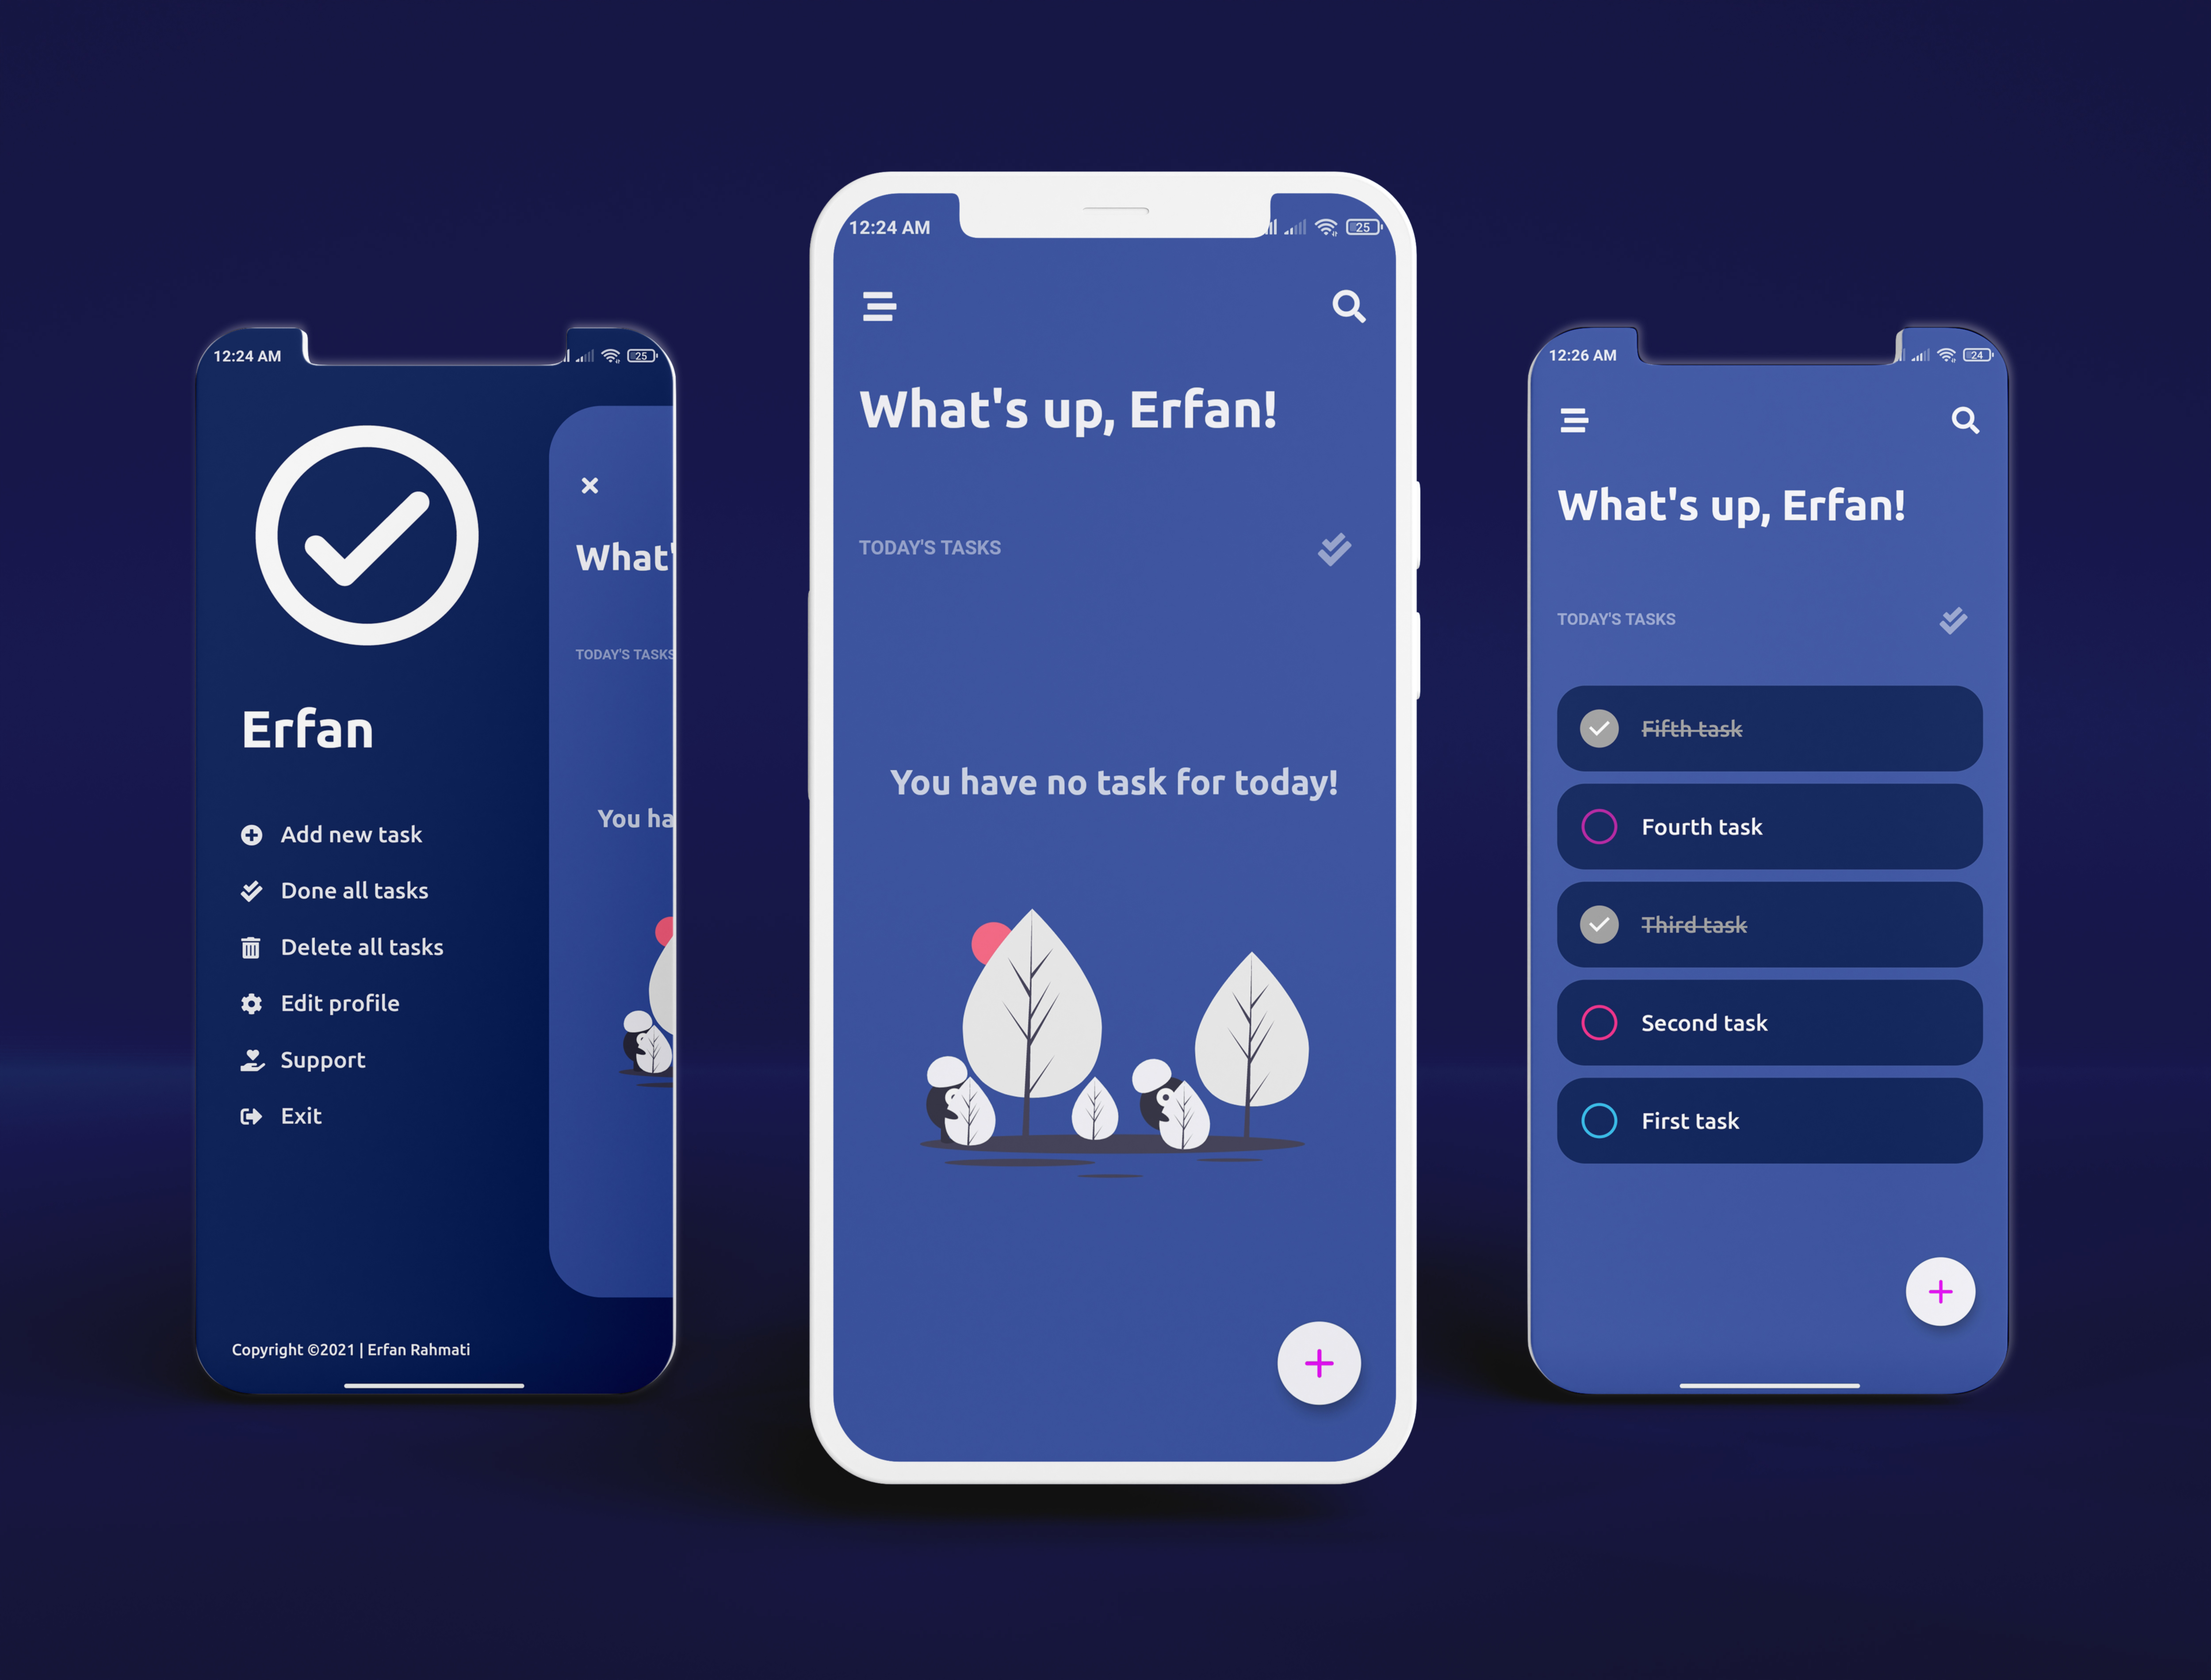 12:24 AM
25
What'
TODAY'S TASKS
You ha
Erfan
Add new task
Done all tasks
Delete all tasks
Edit profile
Support
Exit
Copyright ©2021 | Erfan Rahmati
12:24 AM
25
What's up, Erfan!
TODAY'S TASKS
You have no task for today!
12:26 AM
24
What's up, Erfan!
TODAY'S TASKS
Fifth task
Fourth task
Third task
Second task
First task